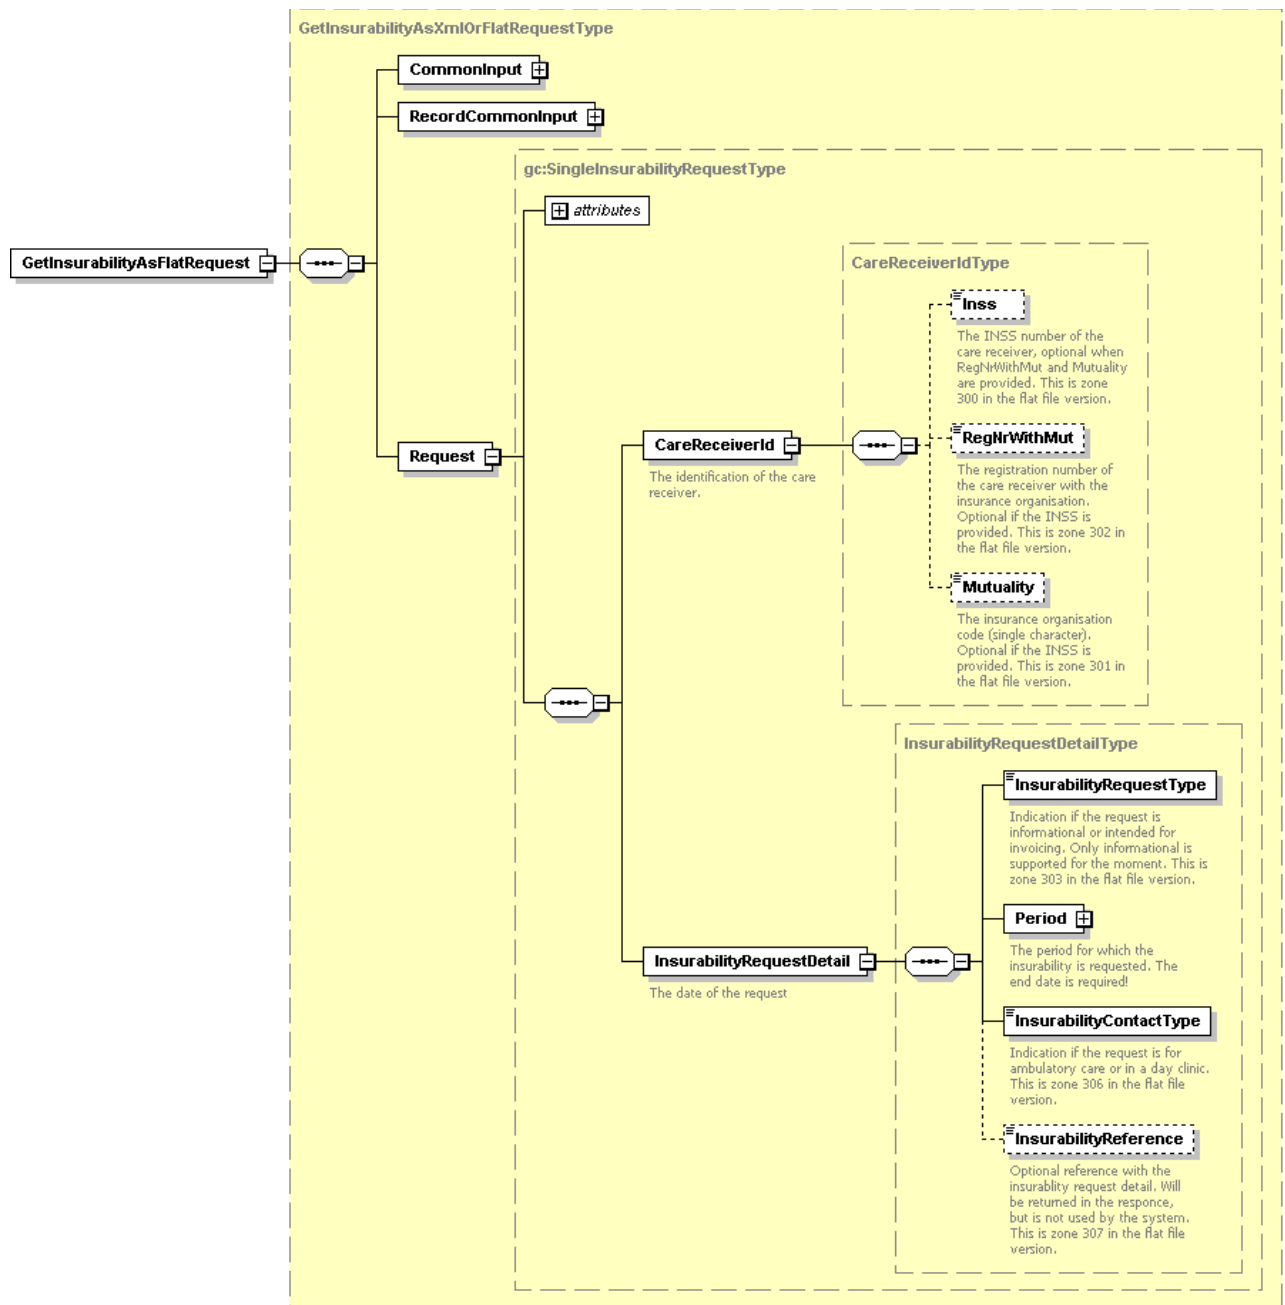 GetInsurabilityAsXmlOrFlatRequestType
CommonInput
RecordCommonInput
gc:SingleInsurabilityRequestType
attributes
GetInsurabilityAsFlatRequest
CareReceiverIdType
Inss
The INSS number of the
care receiver, optional when
RegNrWithMut and Mutuality
are provided. This is zone
300 in the flat file version.
RegNrWithMut
The registration number of
the care receiver with the
insurance organisation.
Optional if the INSS is
provided. This is zone 302 in
the flat file version.
CareReceiverId
The identification of the care
receiver.
Request
Mutuality
The insurance organisation
code (single character).
Optional if the INSS is
provided. This is zone 301 in
the flat file version.
InsurabilityRequestDetailType
InsurabilityRequestType
Indication if the request is
informational or intended for
invoicing. Only informational is
supported for the moment. This is
zone 303 in the flat file version.
Period
The period for which the
insurability is requested. The
end date is required!
InsurabilityRequestDetail
The date of the request
InsurabilityContactType
Indication if the request is for
ambulatory care or in a day clinic.
This is zone 306 in the flat file
version.
InsurabilityReference
Optional reference with the
insurablity request detail. Will
be returned in the responce,
but is not used by the system.
This is zone 307 in the flat file
version.